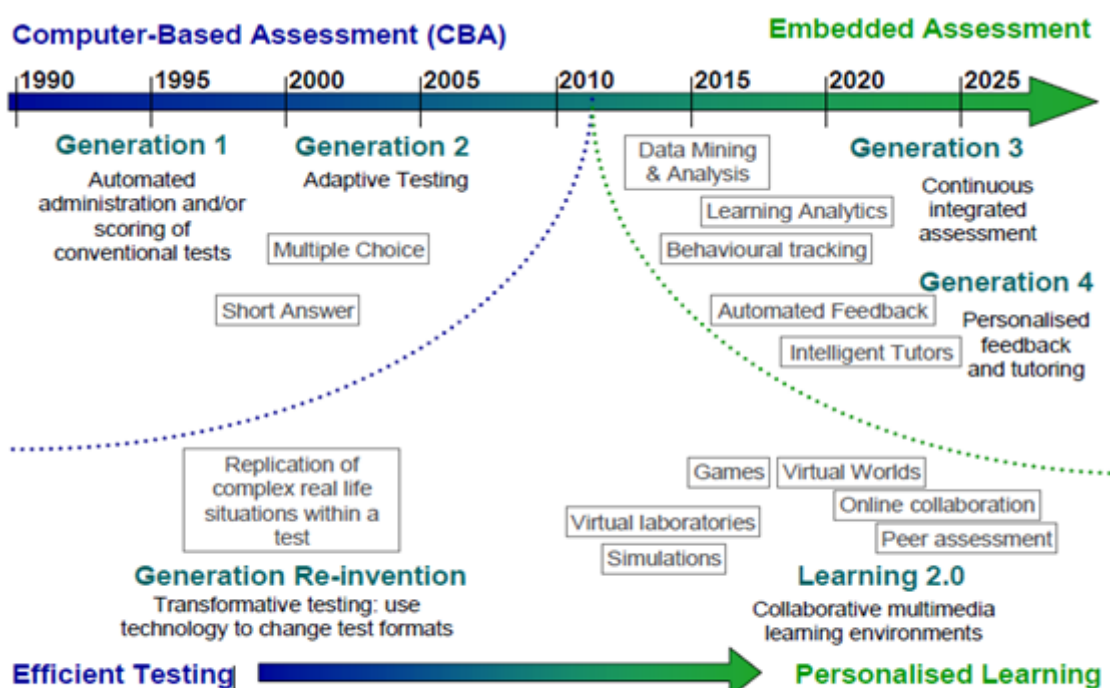 Computer-Based Assessment (CBA)
Embedded Assessment
1990 1995 2000 2005 2010 2015 2020 2025
Generation 1
Automated
administration and/or
scoring of
conventional tests
Generation 2
Adaptive Testing
Multiple Choice
Short Answer
Data Mining
& Analysis
Learning Analytics
Behavioural tracking
Generation 3
Continuous
integrated
assessment
Generation 4
Personalised
feedback
and tutoring
Automated Feedback
Intelligent Tutors
Replication of
complex real life
situations within a
test
Generation Re-invention
Transformative testing: use
technology to change test formats
Games
Virtual Worlds
Online collaboration
Virtual laboratories
Peer assessment
Simulations
Learning 2.0
Collaborative multimedia
learning environments
Efficient Testing
Personalised Learning